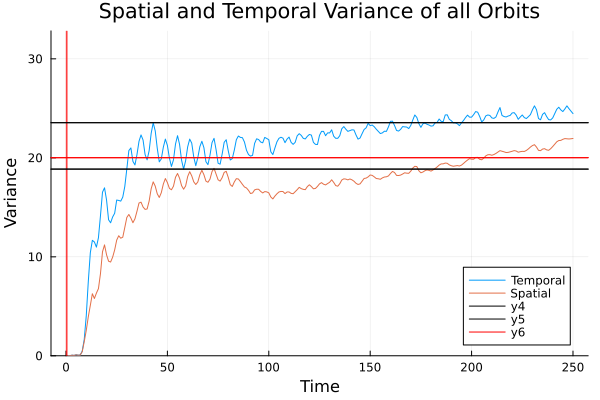 Spatial and Temporal Variance of all Orbits
Variance
30
20
10
0
0 50 100 150 200 250
Time
Temporal
Spatial
y4
y5
y6